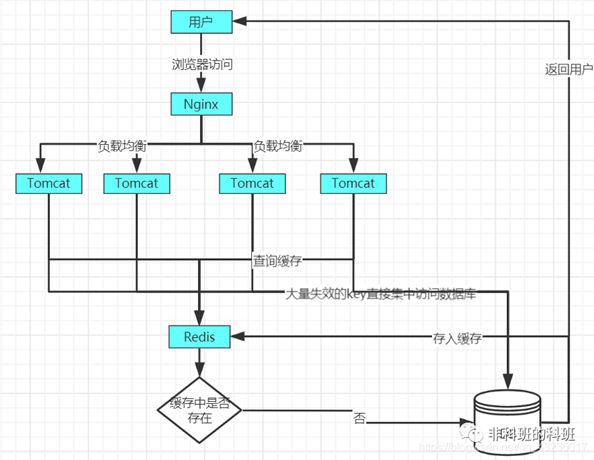 用户
返回用户
浏览器访问
Nginx
负载均衡
负载均衡
Tomcat
Tomcat
Tomcat
Tomcat
查询缓存
大量失效的key直接集中访问数据库
Redis
存入缓存
缓存中是否
存在
否
非科班的科班